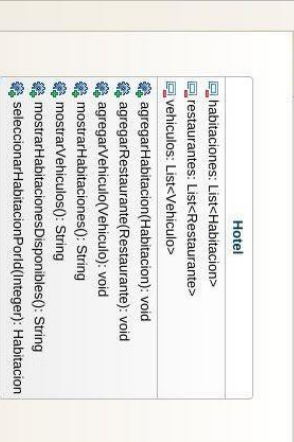 Hotel
habitaciones: List<Habitacion>
restaurantes: List<Restaurante>
vehiculos: List<Vehiculo>
agregarHabitacion(Habitacion): void
agregarRestaurante(Restaurante): void
agregarVehiculo(Vehiculo): void
mostrarHabitaciones(): String
mostrarVehiculos(): String
mostrarHabitacionesDisponibles(): String
seleccionarHabitacionPorId(Integer): Habitacion